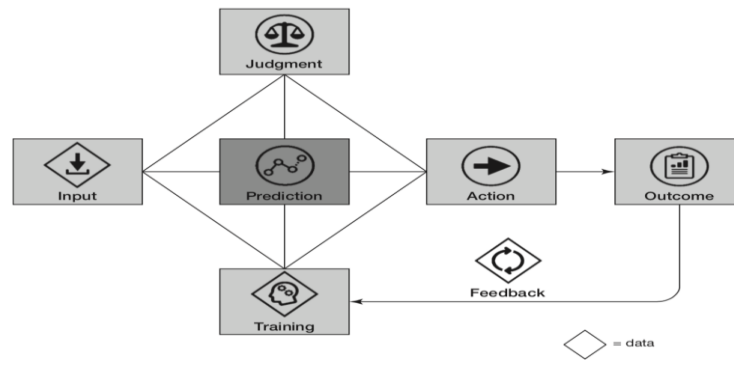 Judgment
Input
Prediction
Action
Outcome
Feedback
Training
= data